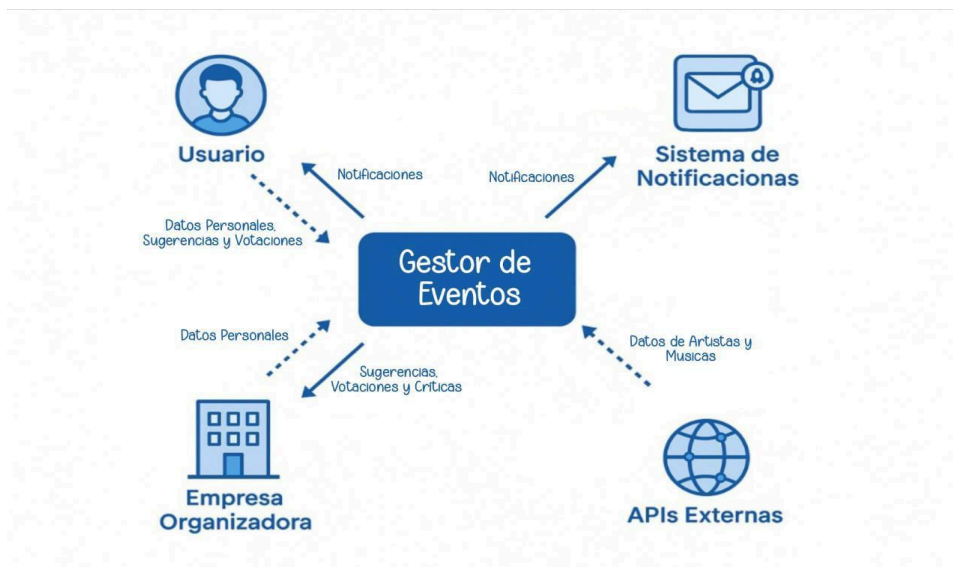 Usuario
Sistema de
Notificacionas
Notificaciones
Notificaciones
Datos Personales,
Sugerencias y Votaciones
Gestor de
Eventos
Datos Personales
Datos de Artistas y
Musicas
Sugerencias,
Votaciones y Críticas
Empresa
Organizadora
APIs Externas